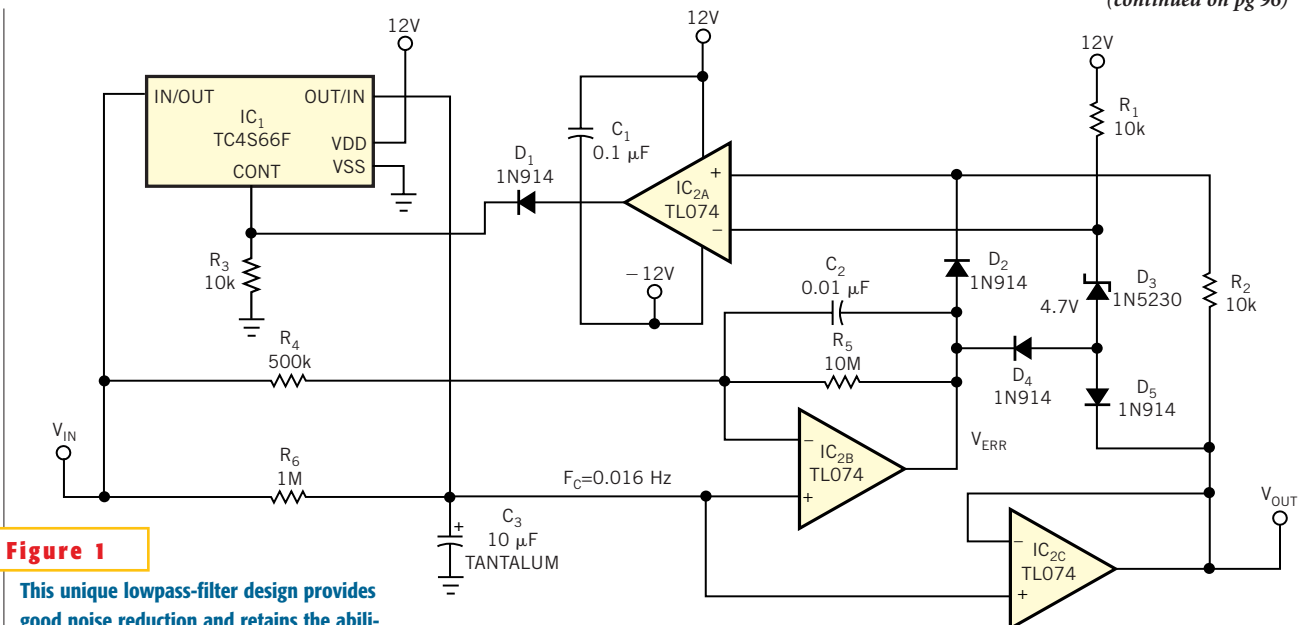 (continued on pg 96)
12V
12V
12V
IN/OUT
OUT/IN
IC1
TC4S66F
VDD
VSS
CONT
R3
10k
D1
1N914
C1
0.1 µF
+
IC2A
TL074
−
−12V
R1
10k
D2
1N914
D3
4.7V
1N5230
R2
10k
C2
0.01 µF
R4
500k
R5
10M
D4
1N914
D5
1N914
VIN
R6
1M
FC=0.016 Hz
−
IC2B
TL074
+
VERR
+
C3
10 µF
TANTALUM
−
IC2C
TL074
+
VOUT
Figure 1
This unique lowpass-filter design provides
good noise reduction and retains the abili-